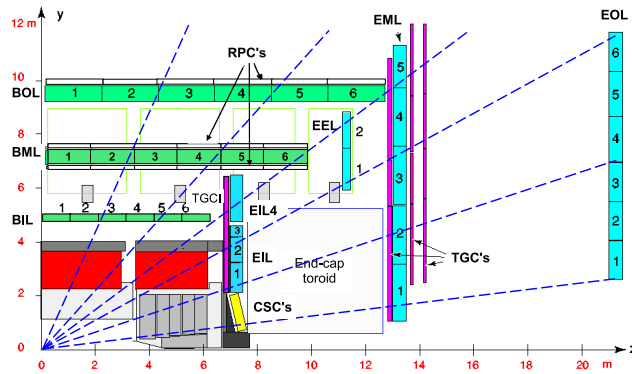 12 m
y
EML
EOL
RPC's
10
BOL
1 2 3 4 5 6
5
6
EEL
8
2
4
5
BML
1 2 3 4 5 6
4
1
6
TGCI
3
3
BIL
1 2 3 4 5 6
EIL4
4
3
2
2
EIL
2
End-cap
toroid
TGC's
1
1
1
2
CSC's
0
z
0 2 4 6 8 10 12 14 16 18 20 m